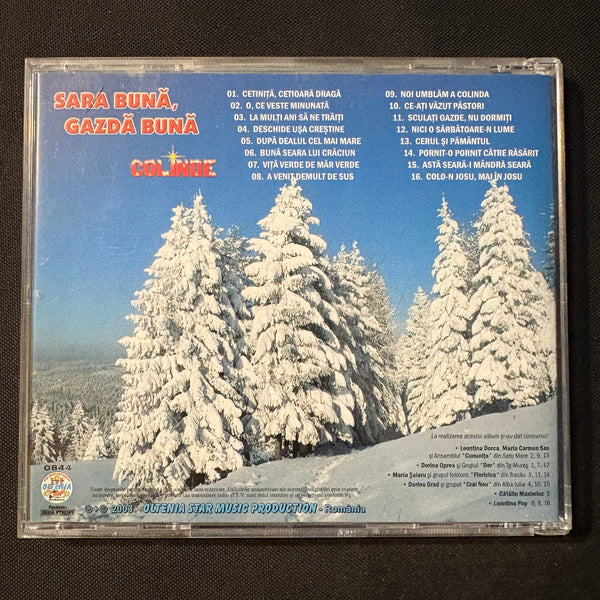 SARA BUNĂ,
GAZDĂ BUNĂ
COLINDE
01. CETINIȚĂ, CETIOARĂ DRAGĂ
02. O, CE VESTE MINUNATĂ
03. LA MULȚI ANI SĂ NE TRĂIȚI
04. DESCHIDE UȘA CREȘTINE
05. DUPĂ DEALUL CEL MAI MARE
06. BUNĂ SEARA LUI CRĂCIUN
07. VIȚĂ VERDE DE MĂR VERDE
08. A VENIT DEMULT DE SUS
09. NOI UMBLĂM A COLINDA
10. CE-AȚI VĂZUT PĂSTORI
11. SCULAȚI GAZDE, NU DORMIȚI
12. NICI O SĂRBĂTOARE-N LUME
13. CERUL ȘI PĂMÂNTUL
14. PORNIT-O PORNIT CĂTRE RĂSĂRIT
15. ASTĂ SEARĂ-I MÂNDRĂ SEARĂ
16. COLO-N JOSU, MAI ÎN JOSU
La realizarea acestui album și-au dat concursul:
• Leontina Dorca, Maria Carmen Sas
și Ansamblul "Cununița" din Satu Mare 2, 9, 13
• Dorina Oprea și Grupul "Dor" din Tg-Mureș 1, 7, 12
• Maria Șalaru și grupul folcloric "Floricica" din Bacău 3, 11, 14
• Dorina Grad și grupul "Crai Nou" din Alba Iulia 4, 10, 15
• Cătălin Maximiuc 5
• Leontina Pop 6, 8, 16
0844
OLTENIA
℗ + © 2003 OLTENIA STAR MUSIC PRODUCTION - România